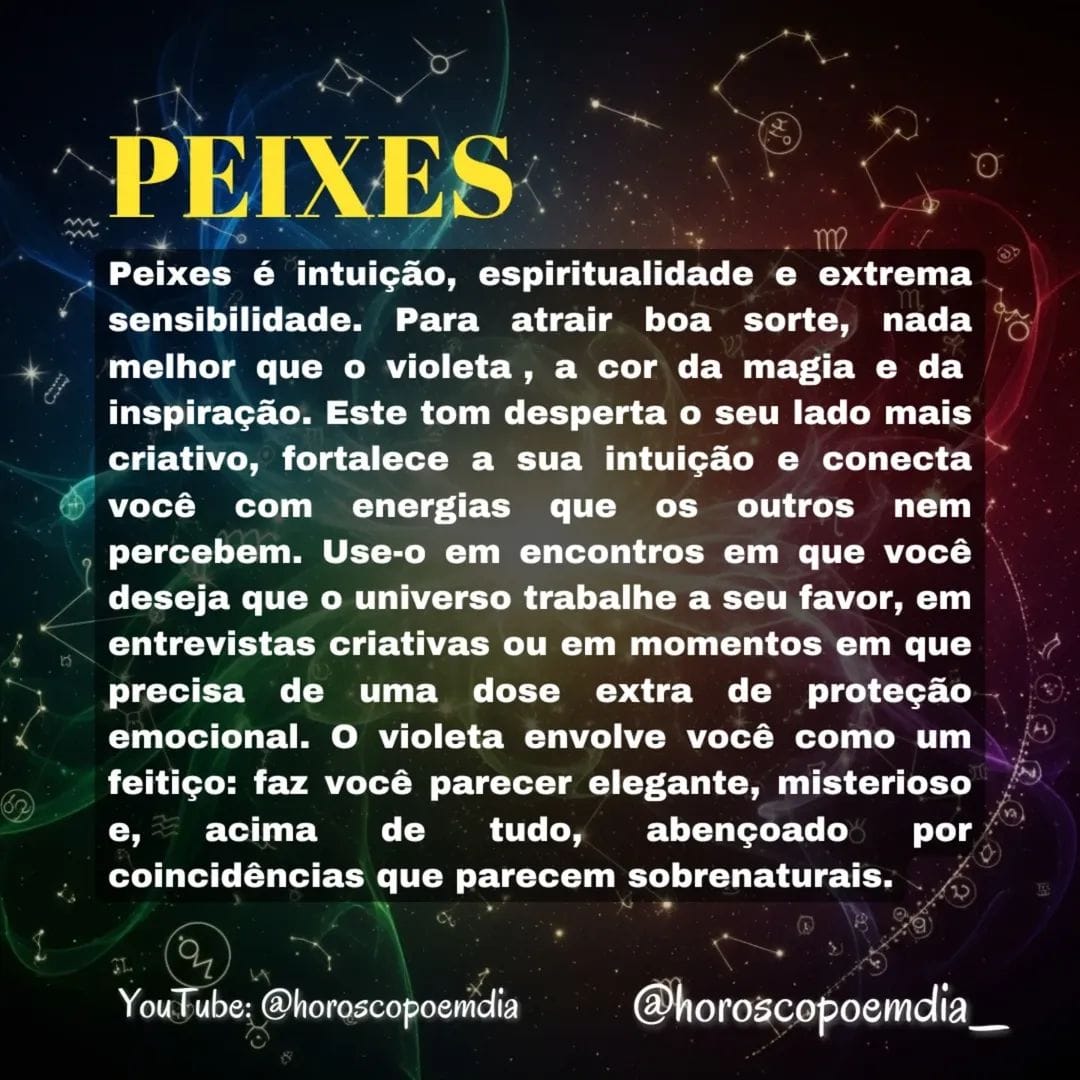 PEIXES
Peixes é intuição, espiritualidade e extrema
sensibilidade. Para atrair boa sorte, nada
melhor que o violeta , a cor da magia e da
inspiração. Este tom desperta o seu lado mais
criativo, fortalece a sua intuição e conecta
você com energias que os outros nem
percebem. Use-o em encontros em que você
deseja que o universo trabalhe a seu favor, em
entrevistas criativas ou em momentos em que
precisa de uma dose extra de proteção
emocional. O violeta envolve você como um
feitiço: faz você parecer elegante, misterioso
e, acima de tudo, abençoado por
coincidências que parecem sobrenaturais.
YouTube: @horoscopoemdia
@horoscopoemdia_